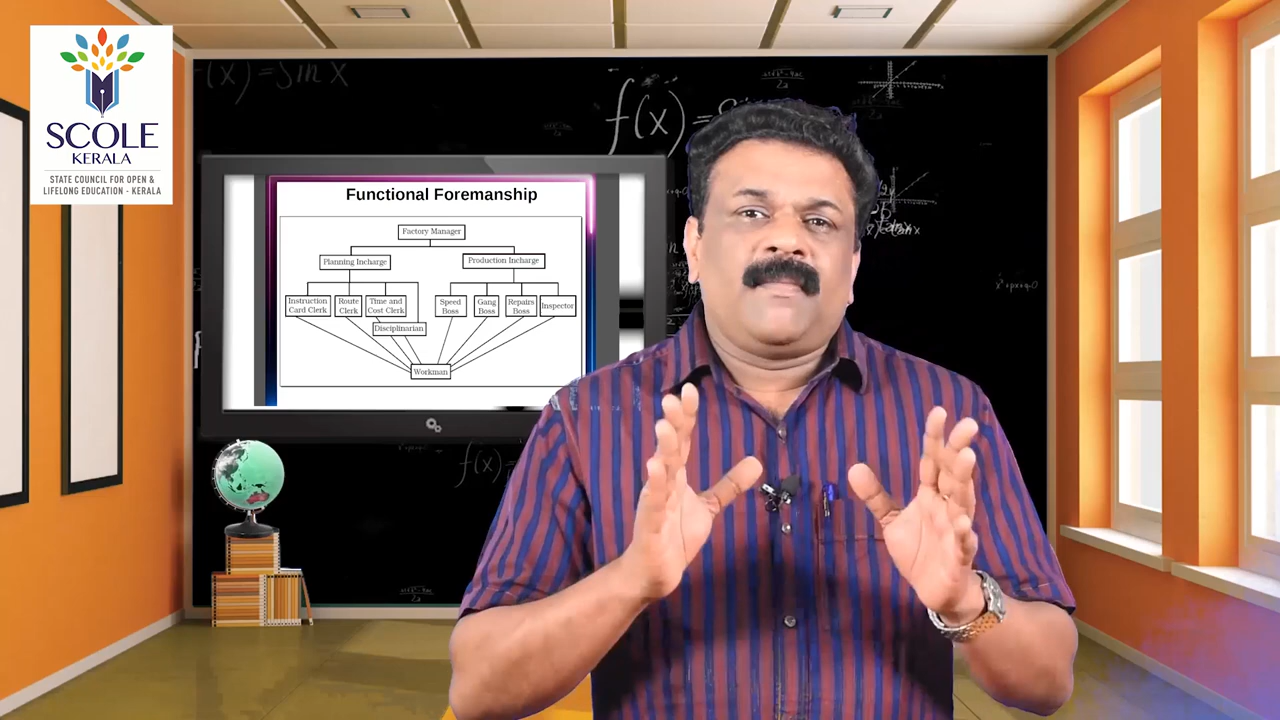 SCOLE
KERALA
STATE COUNCIL FOR OPEN &
LIFELONG EDUCATION - KERALA
(x) = Sin x
f(x) =
Functional Foremanship
Factory Manager
Planning Incharge
Production Incharge
Instruction
Card Clerk
Route
Clerk
Time and
Cost Clerk
Speed
Boss
Gang
Boss
Repairs
Boss
Inspector
Disciplinarian
Workman
f(x) =